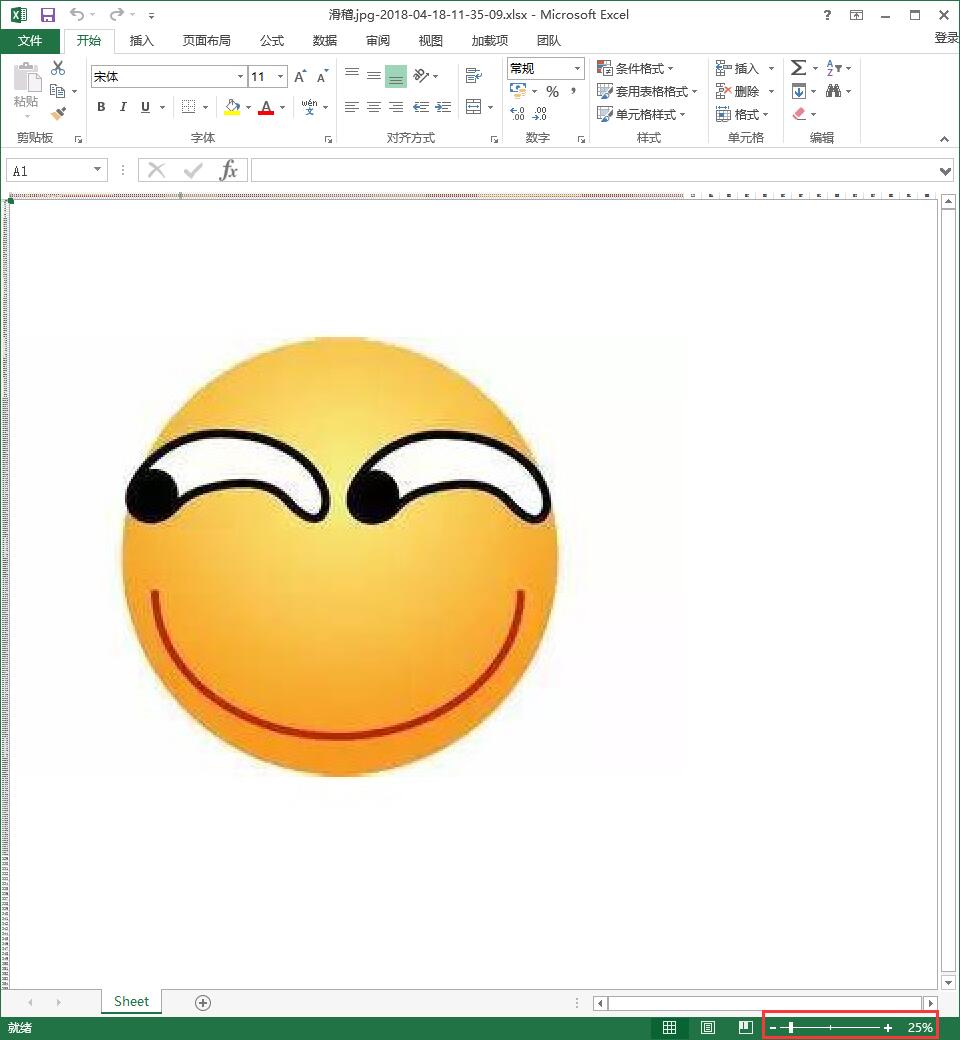 滑稽.jpg-2018-04-18-11-35-09.xlsx - Microsoft Excel
?
文件 开始 插入 页面布局 公式 数据 审阅 视图 加载项 团队 登录
粘贴 宋体 11 A A 常规 条件格式 插入 Σ
B I U A wén 文 % , 套用表格格式 删除
单元格样式 格式
剪贴板 字体 对齐方式 数字 样式 单元格 编辑
A1 fx
Sheet
就绪 25%